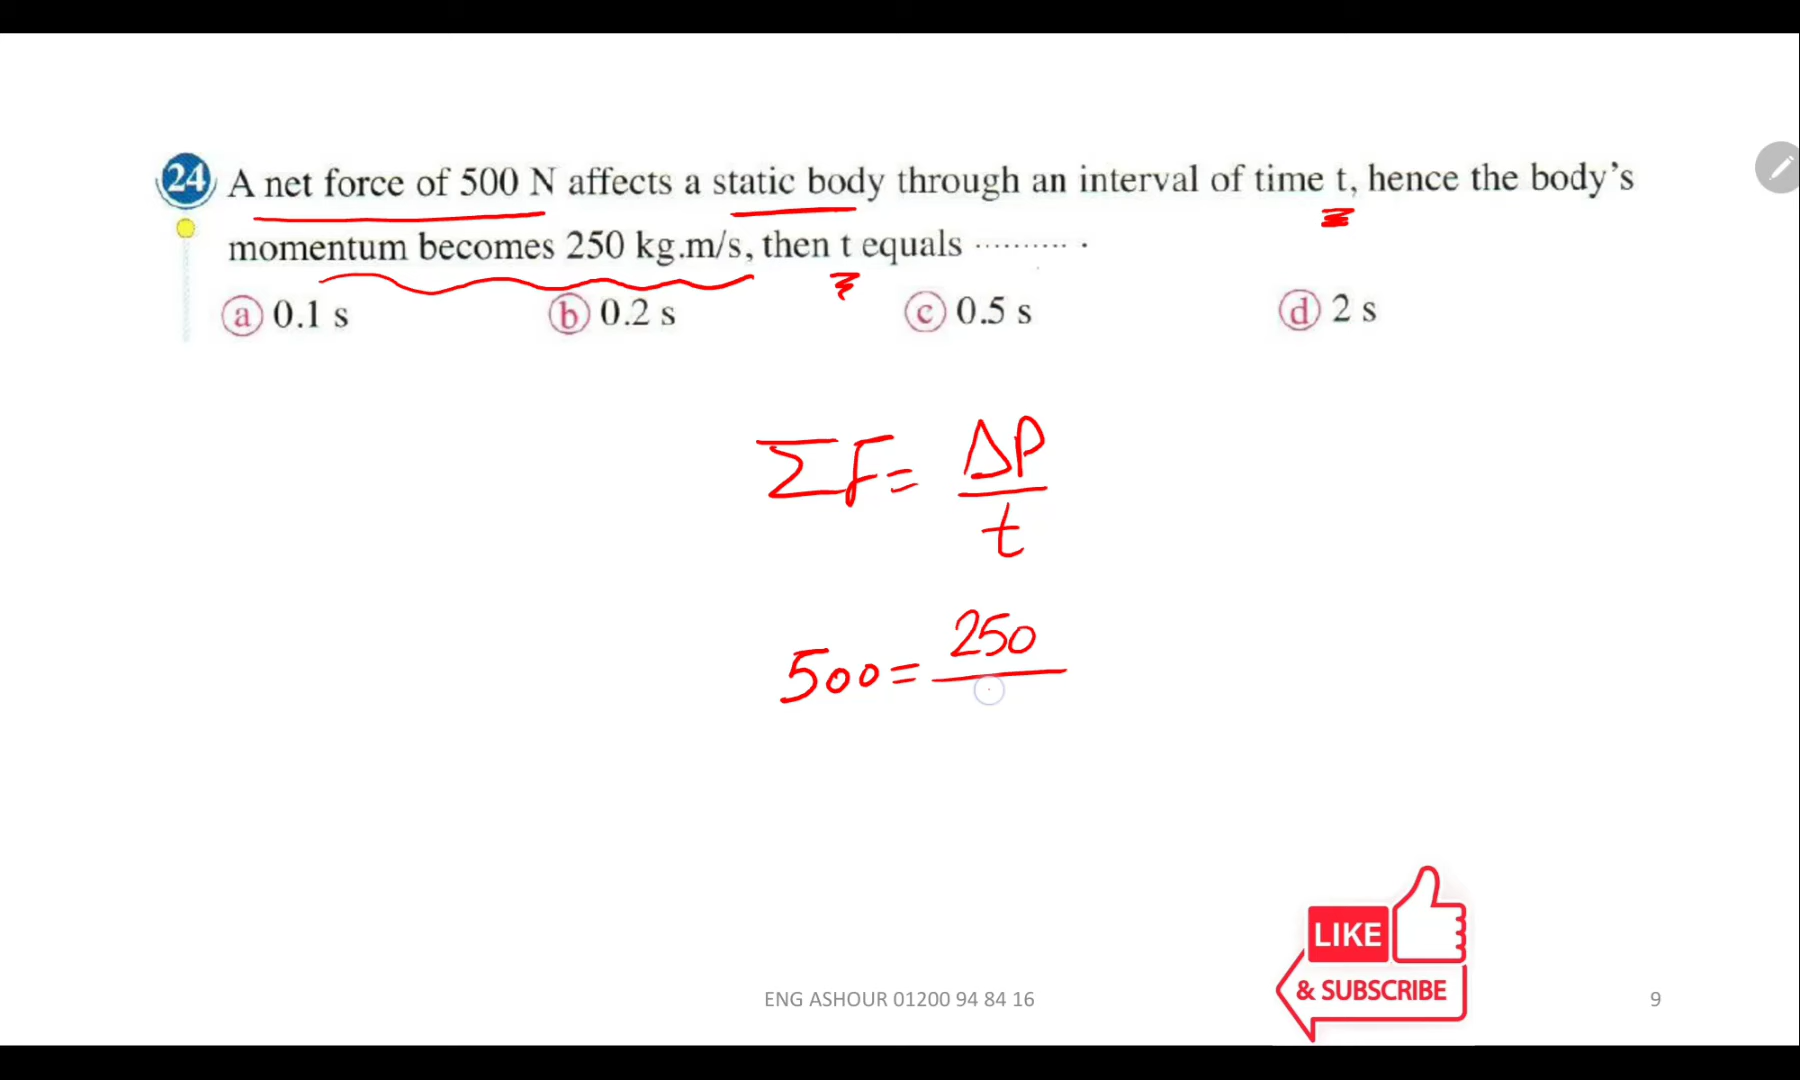 24 A net force of 500 N affects a static body through an interval of time t, hence the body's
momentum becomes 250 kg.m/s, then t equals .......... .
a 0.1 s b 0.2 s c 0.5 s d 2 s
ΣF = ΔP / t
500 = 250
LIKE
& SUBSCRIBE
ENG ASHOUR 01200 94 84 16
9